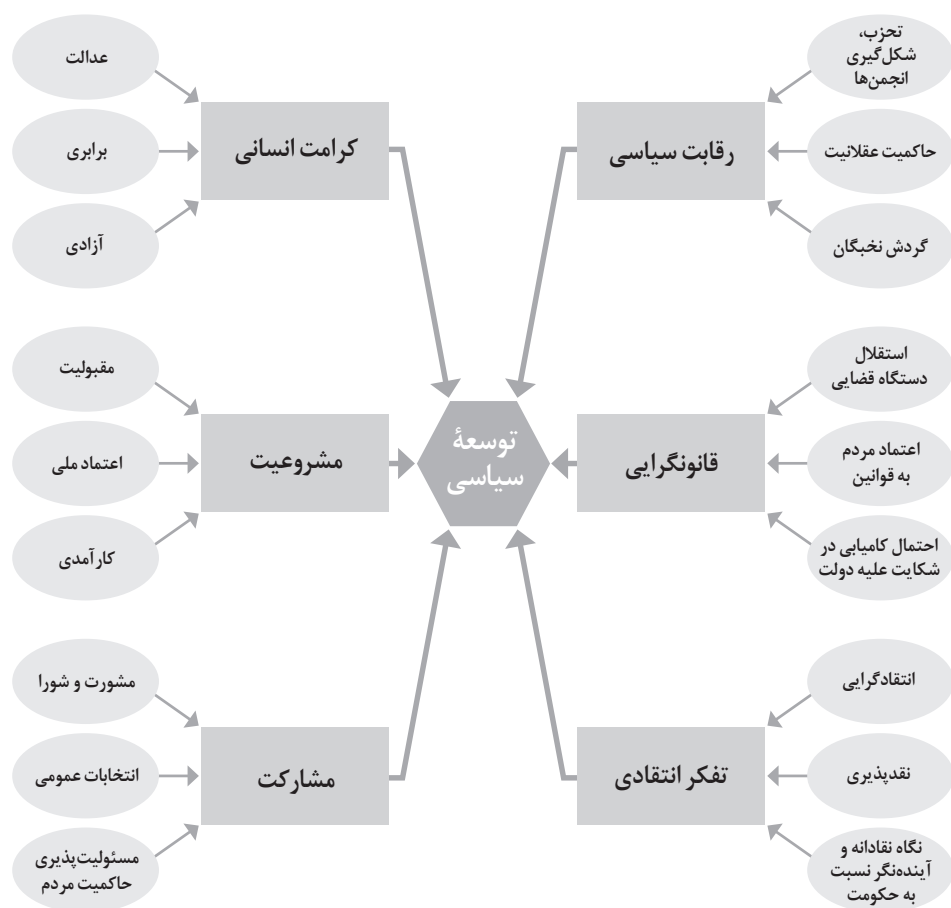 تحزب،
شکل‌گیری
انجمن‌ها
حاکمیت عقلانیت
گردش نخبگان
رقابت سیاسی
استقلال
دستگاه قضایی
اعتماد مردم
به قوانین
احتمال کامیابی در
شکایت علیه دولت
قانونگرایی
انتقادگرایی
نقدپذیری
نگاه نقادانه و
آینده‌نگر نسبت
به حکومت
تفکر انتقادی
توسعهٔ
سیاسی
کرامت انسانی
عدالت
برابری
آزادی
مشروعیت
مقبولیت
اعتماد ملی
کارآمدی
مشارکت
مشورت و شورا
انتخابات عمومی
مسئولیت‌پذیری
حاکمیت مردم